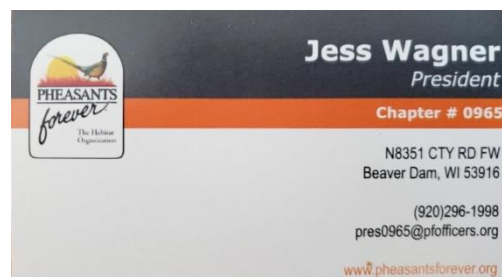 PHEASANTS
forever
The Habitat
Organization
Jess Wagner
President
Chapter # 0965
N8351 CTY RD FW
Beaver Dam, WI 53916
(920)296-1998
pres0965@pfofficers.org
www.pheasantsforever.org